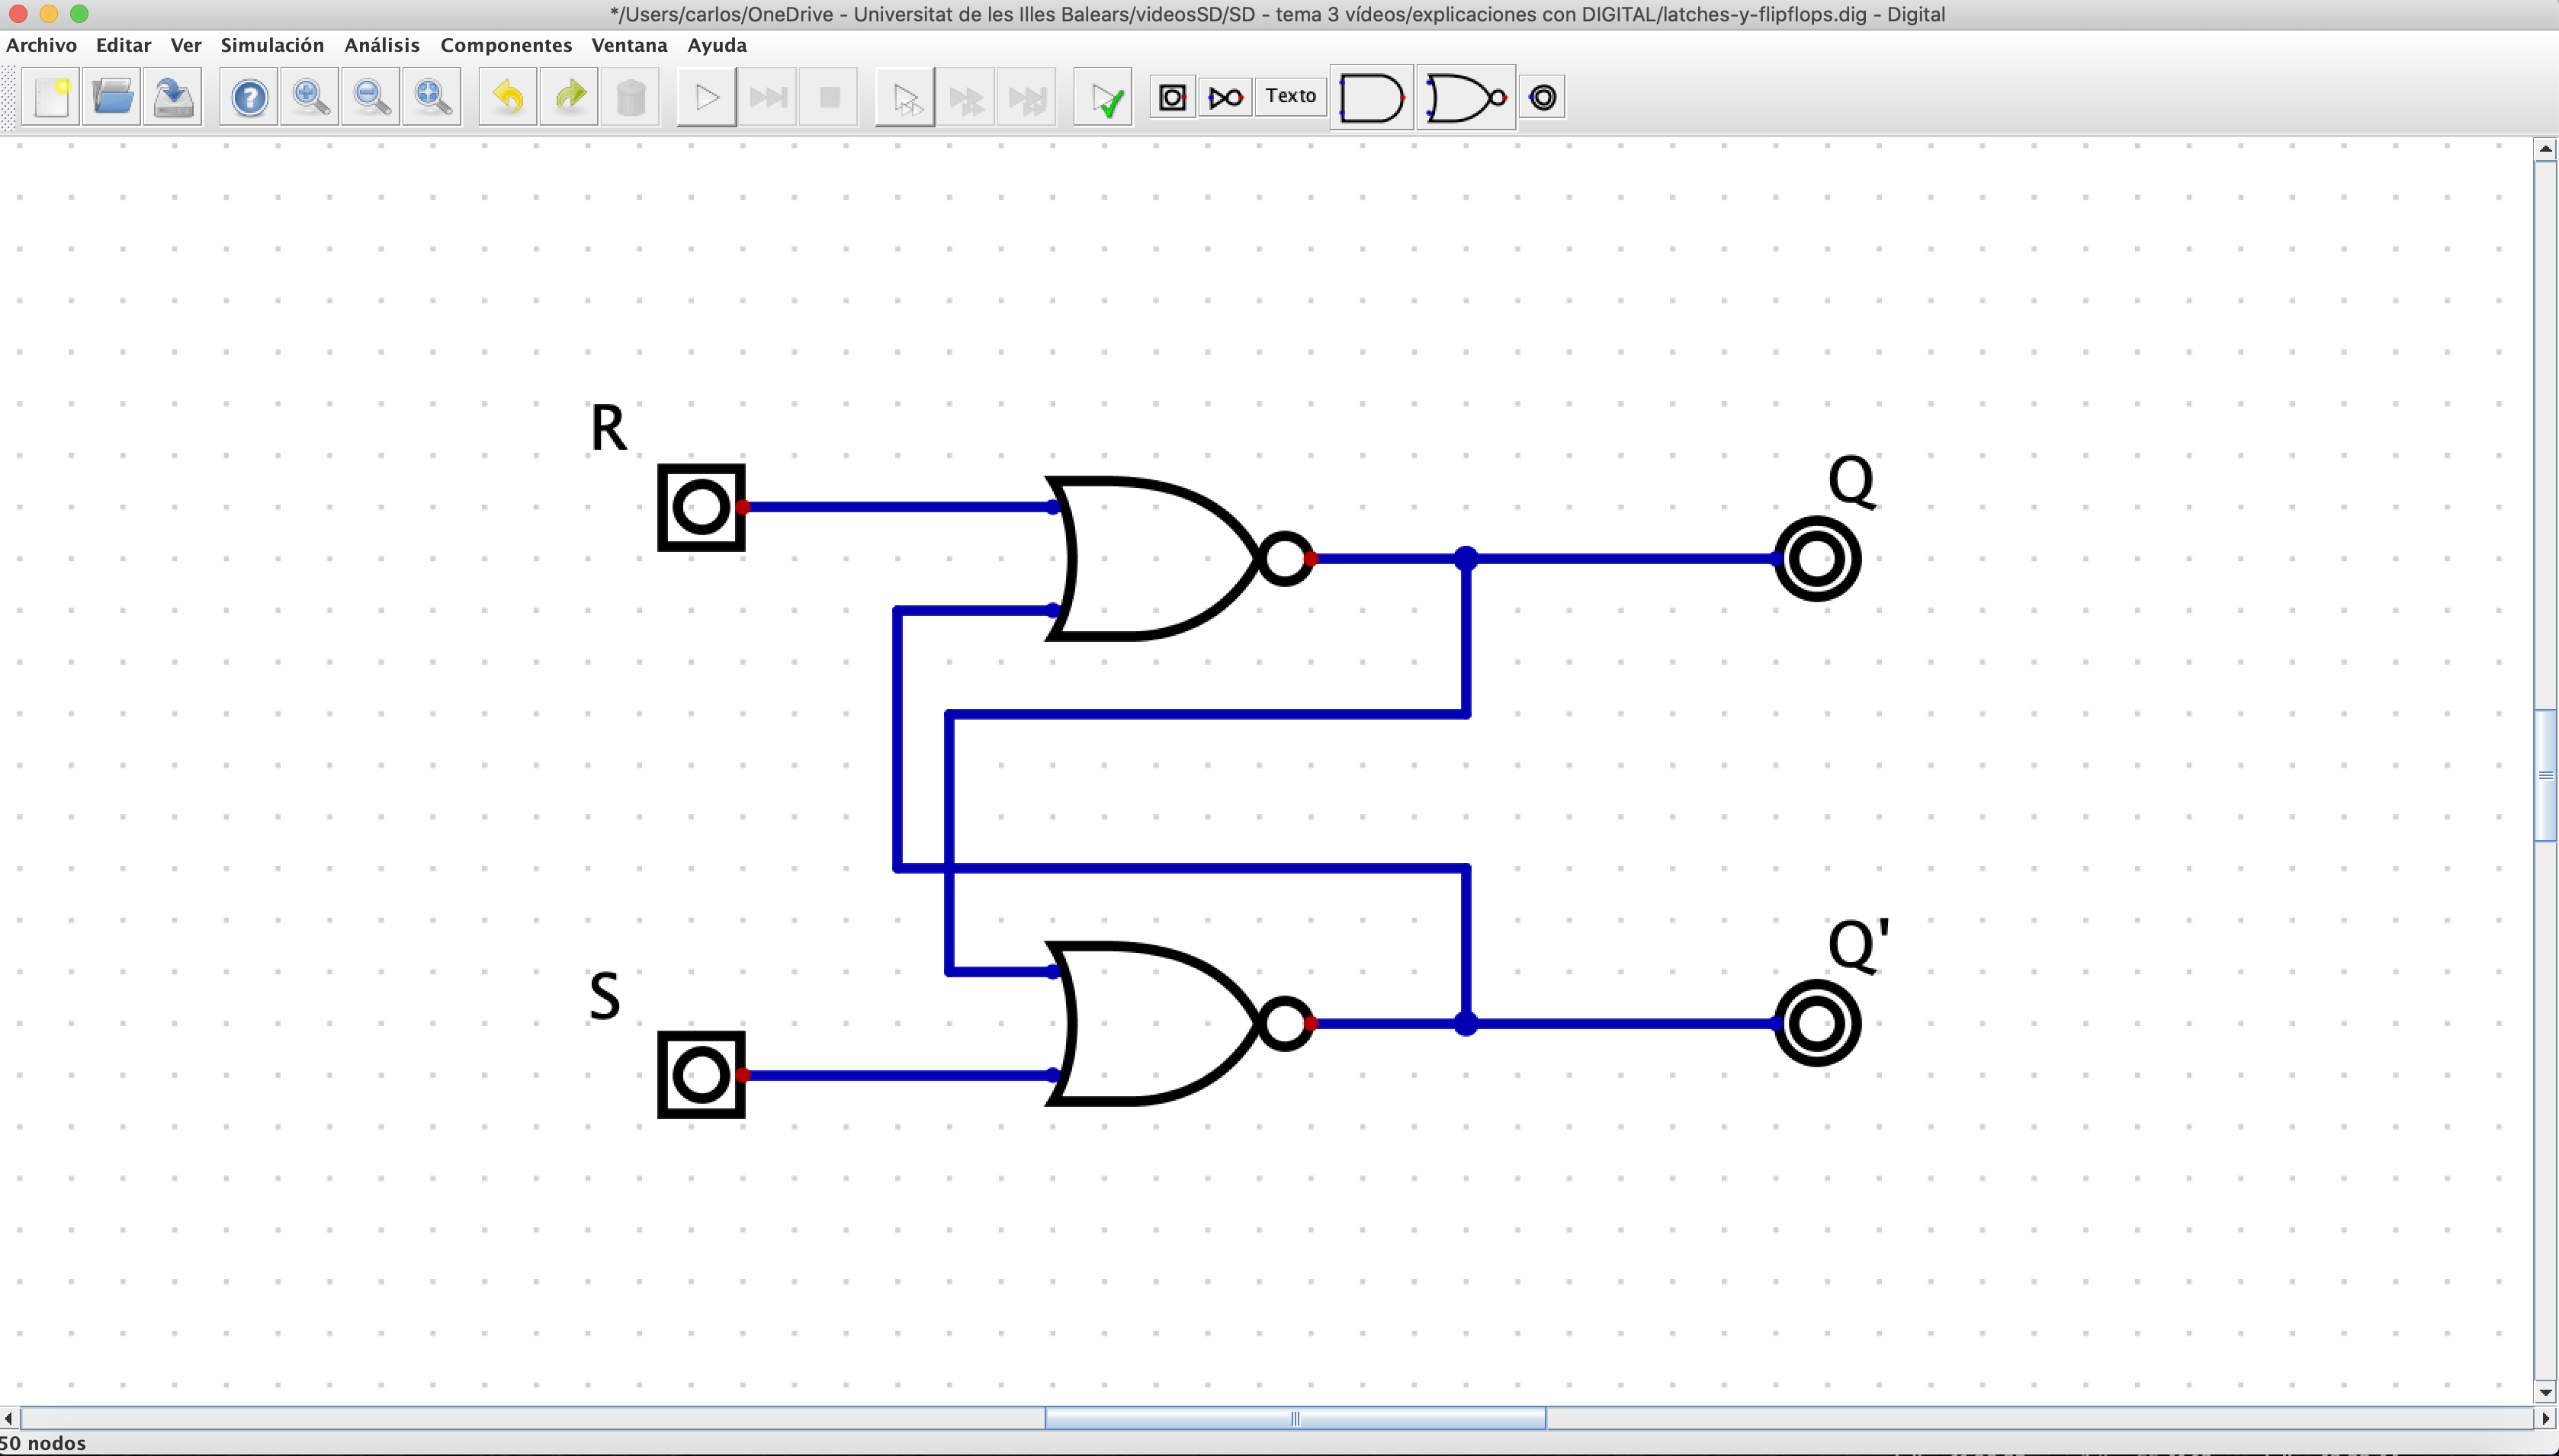 */Users/carlos/OneDrive - Universitat de les Illes Balears/videosSD/SD - tema 3 vídeos/explicaciones con DIGITAL/latches-y-flipflops.dig - Digital
Archivo Editar Ver Simulación Análisis Componentes Ventana Ayuda
Texto
R
Q
Q'
S
50 nodos